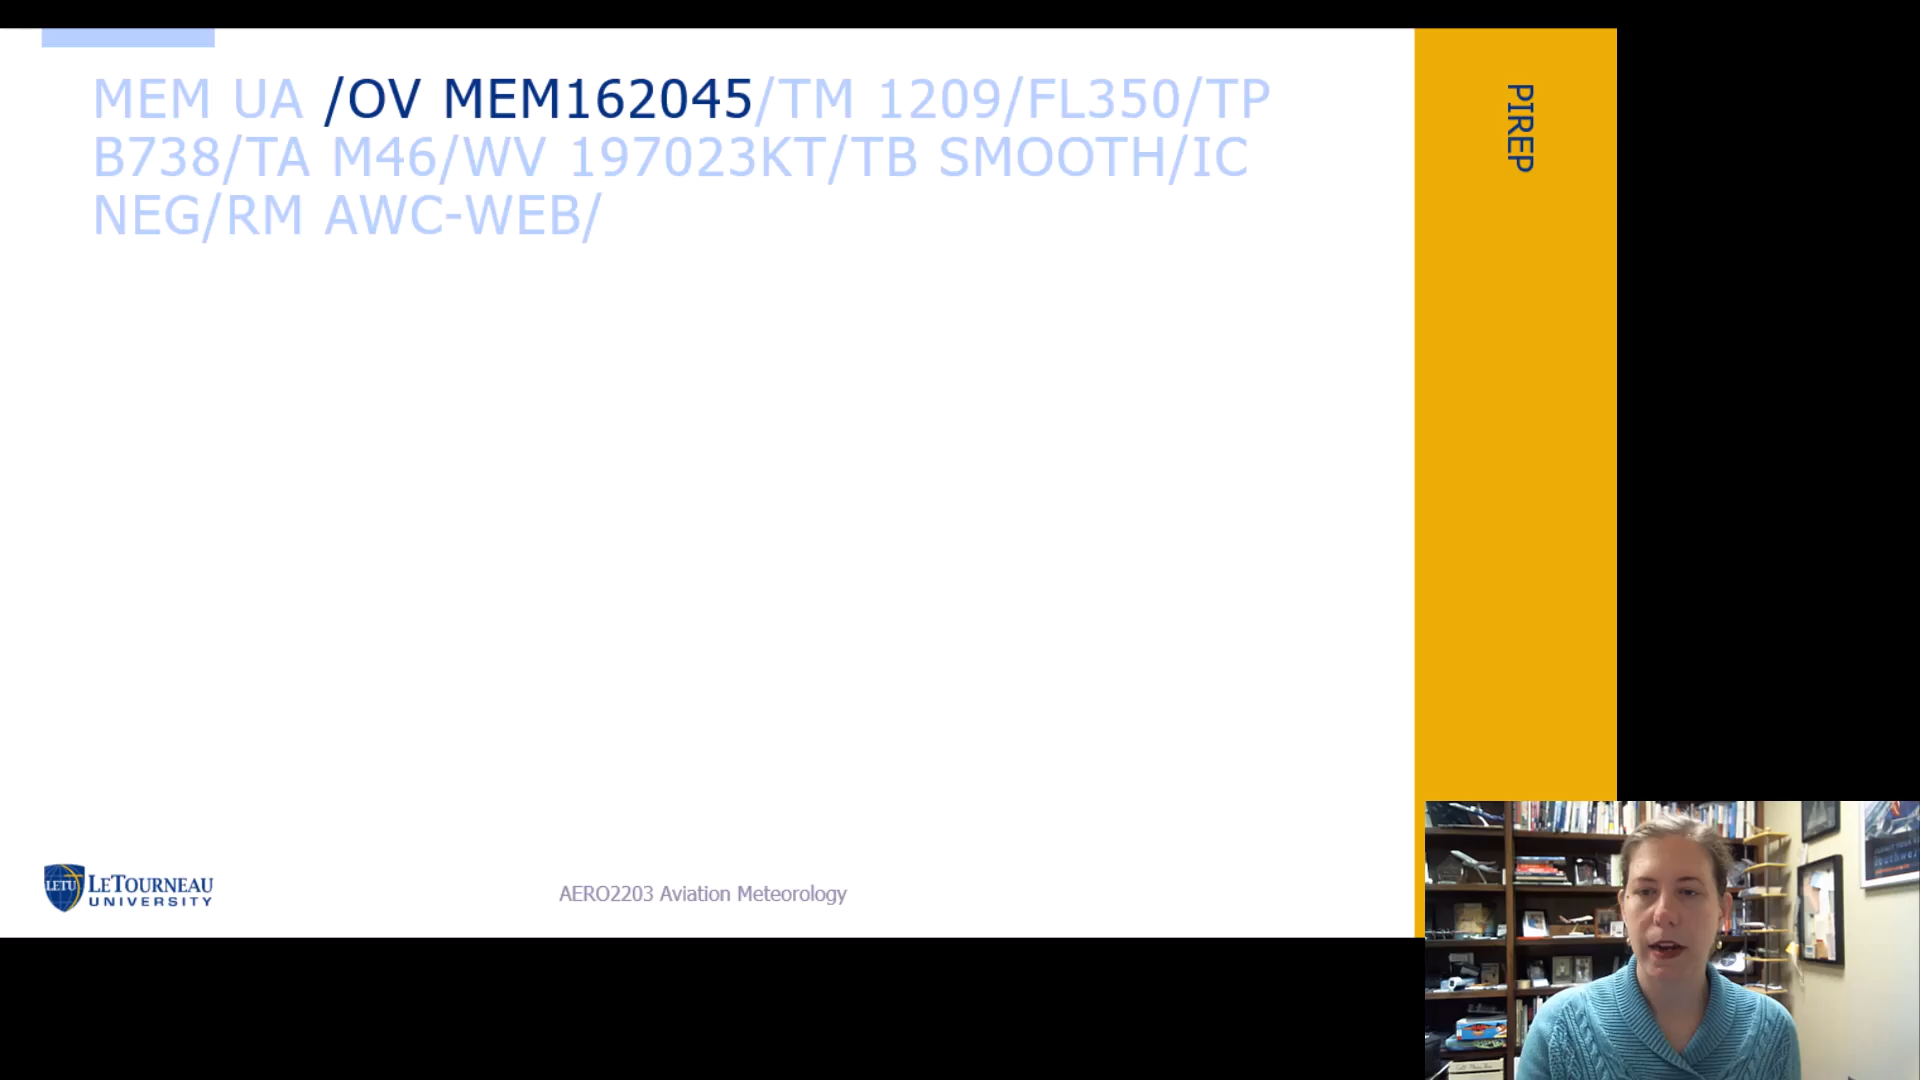 MEM UA /OV MEM162045/TM 1209/FL350/TP
B738/TA M46/WV 197023KT/TB SMOOTH/IC
NEG/RM AWC-WEB/
PIREP
LETU
LETOURNEAU
UNIVERSITY
AERO2203 Aviation Meteorology